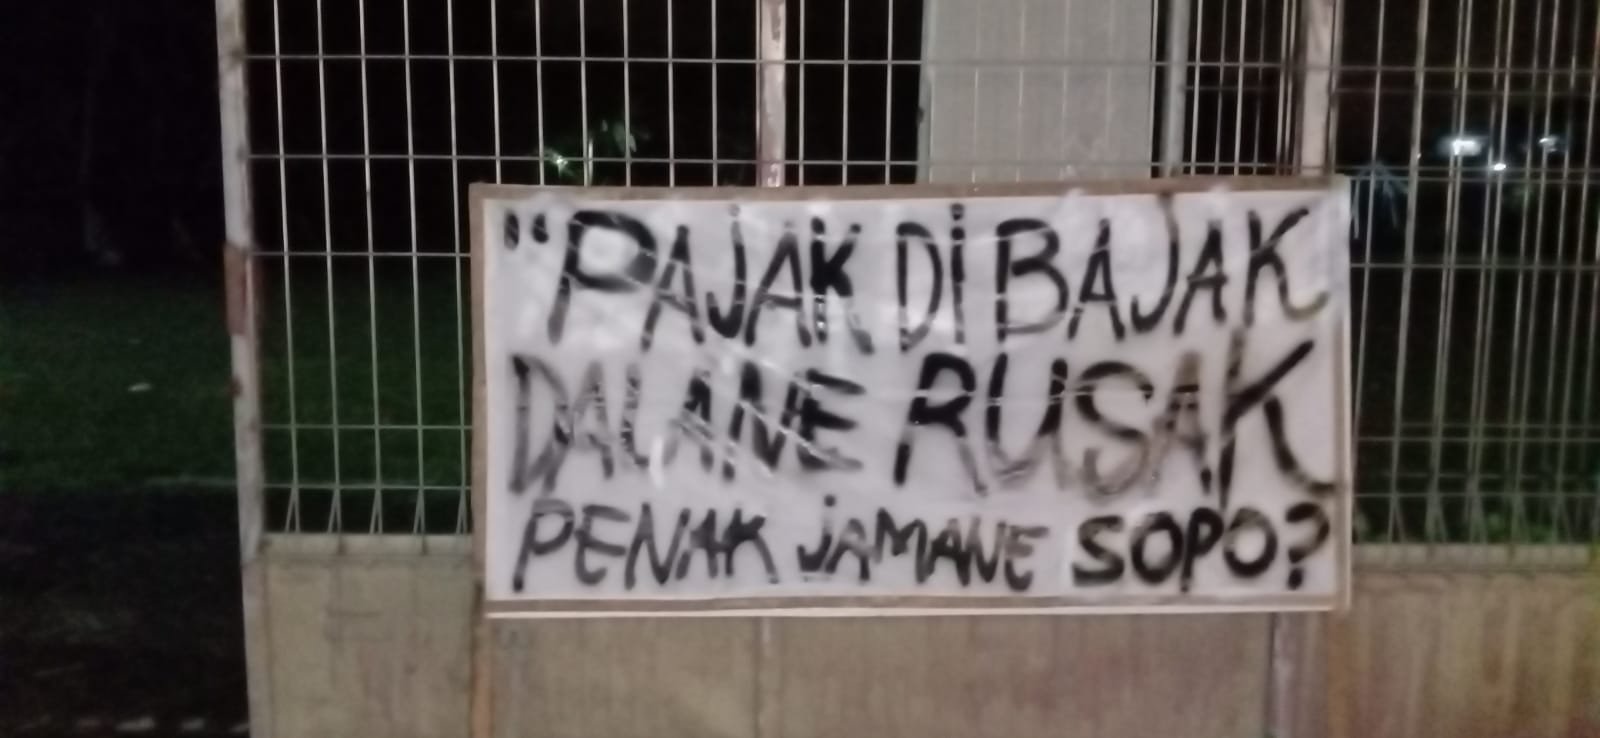 "PAJAK DI BAJAK
DALANE RUSAK
PENAK JAMANE SOPO?